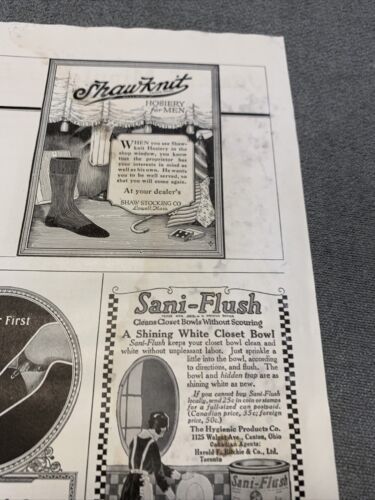 Shawknit
HOSIERY
for MEN
WHEN you see Shaw-
knit Hosiery in the
shop window, you know
that the proprietor has
your interests in mind as
well as his own. He wants
you to be well served, so
that you will come again.
At your dealer's
SHAW STOCKING CO
Lowell, Mass.
r First
Sani-Flush
Cleans Closet Bowls Without Scouring
A Shining White Closet Bowl
Sani-Flush keeps your closet bowl clean and
white without unpleasant labor. Just sprinkle a
little into the bowl, according
to directions, and flush. The
bowl and hidden trap are as
shining white as new.
If you cannot buy Sani-Flush
locally, send 25c in coin or stamps
for a full-sized can postpaid.
(Canadian price, 35c; foreign
price, 50c.)
The Hygienic Products Co.
1125 Walnut Ave., Canton, Ohio
Canadian Agents:
Harold F. Ritchie & Co., Ltd.
Toronto
Sani-Flush